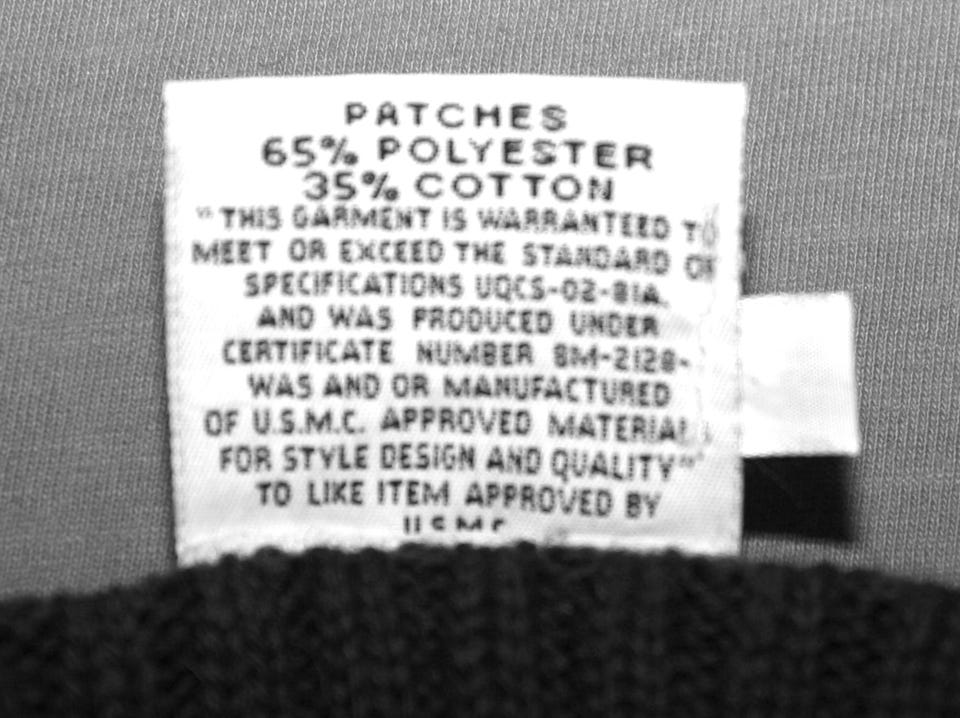 PATCHES
65% POLYESTER
35% COTTON
"THIS GARMENT IS WARRANTEED TO
MEET OR EXCEED THE STANDARD OF
SPECIFICATIONS UQCS-02-81A.
AND WAS PRODUCED UNDER
CERTIFICATE NUMBER 8M-2128-
WAS AND OR MANUFACTURED
OF U.S.M.C. APPROVED MATERIAL
FOR STYLE DESIGN AND QUALITY"
TO LIKE ITEM APPROVED BY
USMC